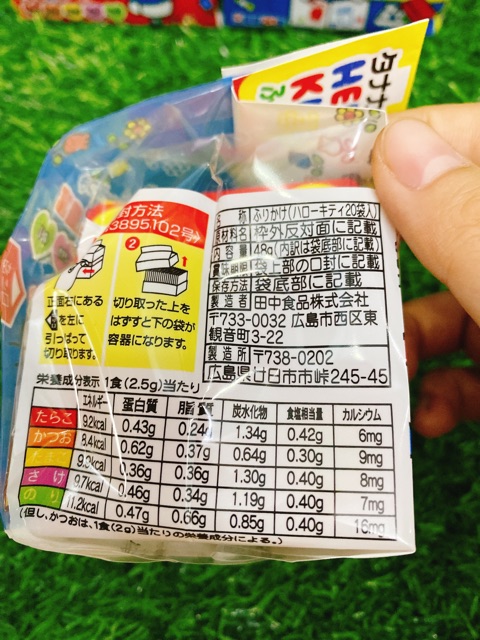 タナカの
HE
K
ふ
封方法
3895,102号)
②
正面右にある
を左に
引っぱって
切り取ります。
切り取った上を
はずすと下の袋が
容器になります。
名 称 ふりかけ(ハローキティ20袋入)
原材料名 枠外反対面に記載
内容量 48g(内訳は袋底部に記載)
賞味期限 袋上部の口封に記載
保存方法 袋底部に記載
製造者 田中食品株式会社
〒733-0032 広島市西区東
観音町3-22
製造所 〒738-0202
広島県廿日市市峠245-45
栄養成分表示 1食(2.5g)当たり
エネルギー 蛋白質 脂質 炭水化物 食塩相当量 カルシウム
たらこ 9.2kcal 0.43g 0.24g 1.34g 0.42g 6mg
かつお 8.4kcal 0.62g 0.37g 0.64g 0.30g 9mg
たまご 9.3kcal 0.36g 0.36g 1.30g 0.40g 8mg
さけ 9.7kcal 0.46g 0.34g 1.19g 0.40g 7mg
のり 11.2kcal 0.47g 0.66g 0.85g 0.40g 16mg
(但し、かつおは、1食(2g)当たりの栄養成分による。)